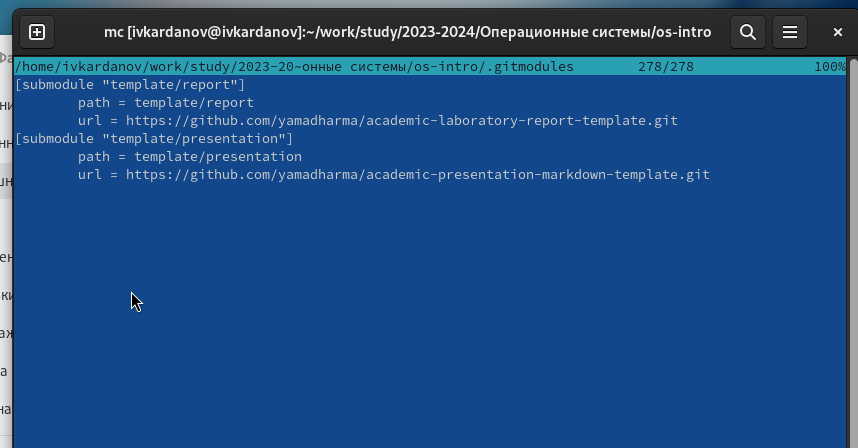 mc [ivkardanov@ivkardanov]:~/work/study/2023-2024/Операционные системы/os-intro
/home/ivkardanov/work/study/2023-20~онные системы/os-intro/.gitmodules 278/278 100%
[submodule "template/report"]
path = template/report
url = https://github.com/yamadharma/academic-laboratory-report-template.git
[submodule "template/presentation"]
path = template/presentation
url = https://github.com/yamadharma/academic-presentation-markdown-template.git